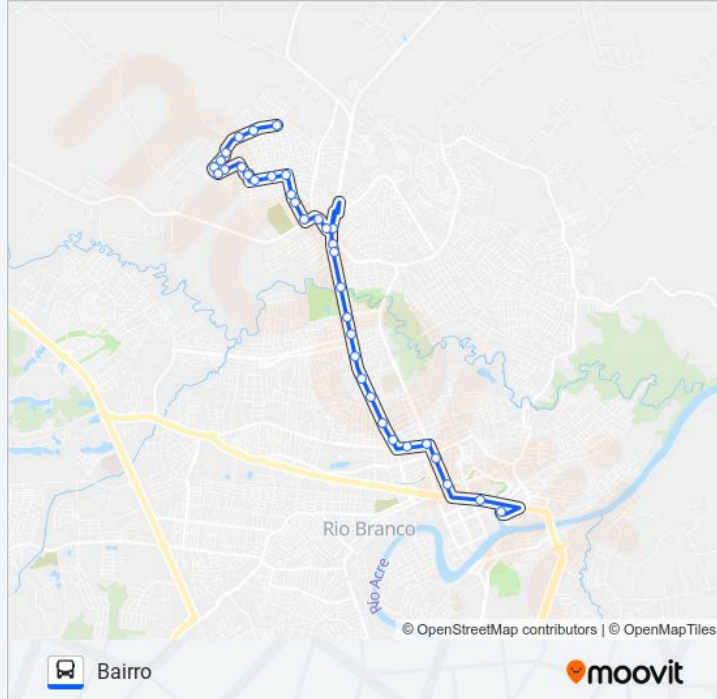 Rio Branco
Rio Acre
© OpenStreetMap contributors | © OpenMapTiles
Bairro
moovit